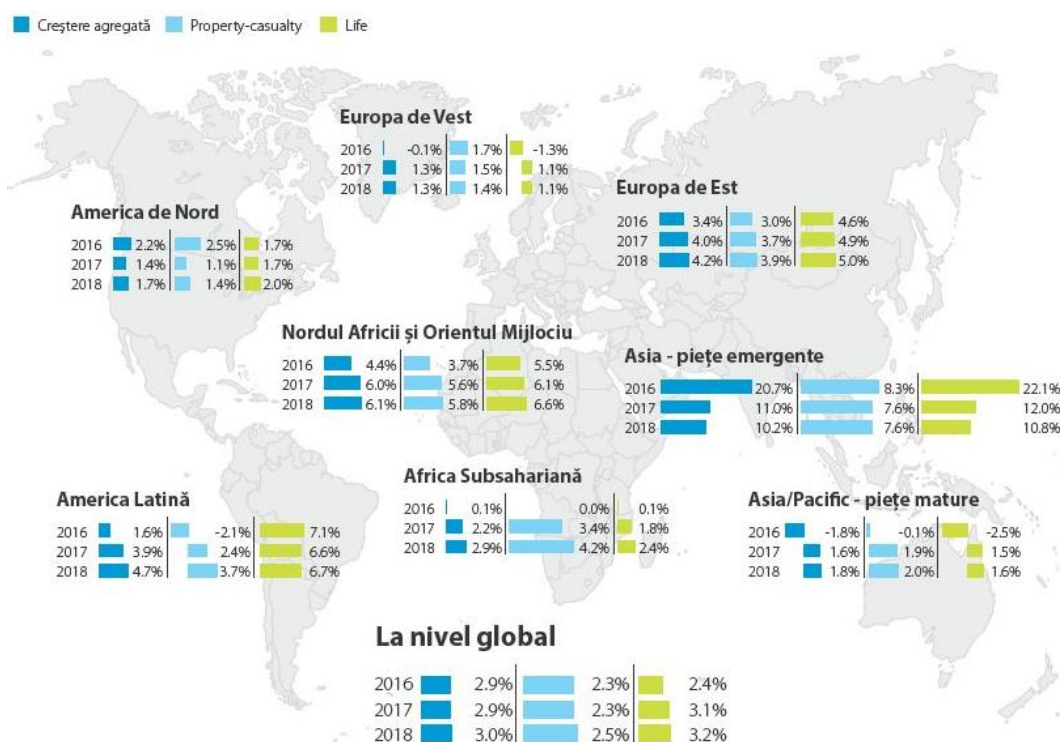 Creștere agregată Property-casualty Life
Europa de Vest
2016 -0.1% 1.7% -1.3%
2017 1.3% 1.5% 1.1%
2018 1.3% 1.4% 1.1%
Europa de Est
2016 3.4% 3.0% 4.6%
2017 4.0% 3.7% 4.9%
2018 4.2% 3.9% 5.0%
America de Nord
2016 2.2% 2.5% 1.7%
2017 1.4% 1.1% 1.7%
2018 1.7% 1.4% 2.0%
Nordul Africii și Orientul Mijlociu
2016 4.4% 3.7% 5.5%
2017 6.0% 5.6% 6.1%
2018 6.1% 5.8% 6.6%
Asia - piețe emergente
2016 20.7% 8.3% 22.1%
2017 11.0% 7.6% 12.0%
2018 10.2% 7.6% 10.8%
Africa Subsahariană
2016 0.1% 0.0% 0.1%
2017 2.2% 3.4% 1.8%
2018 2.9% 4.2% 2.4%
America Latină
2016 1.6% -2.1% 7.1%
2017 3.9% 2.4% 6.6%
2018 4.7% 3.7% 6.7%
Asia/Pacific - piețe mature
2016 -1.8% -0.1% -2.5%
2017 1.6% 1.9% 1.5%
2018 1.8% 2.0% 1.6%
La nivel global
2016 2.9% 2.3% 2.4%
2017 2.9% 2.3% 3.1%
2018 3.0% 2.5% 3.2%